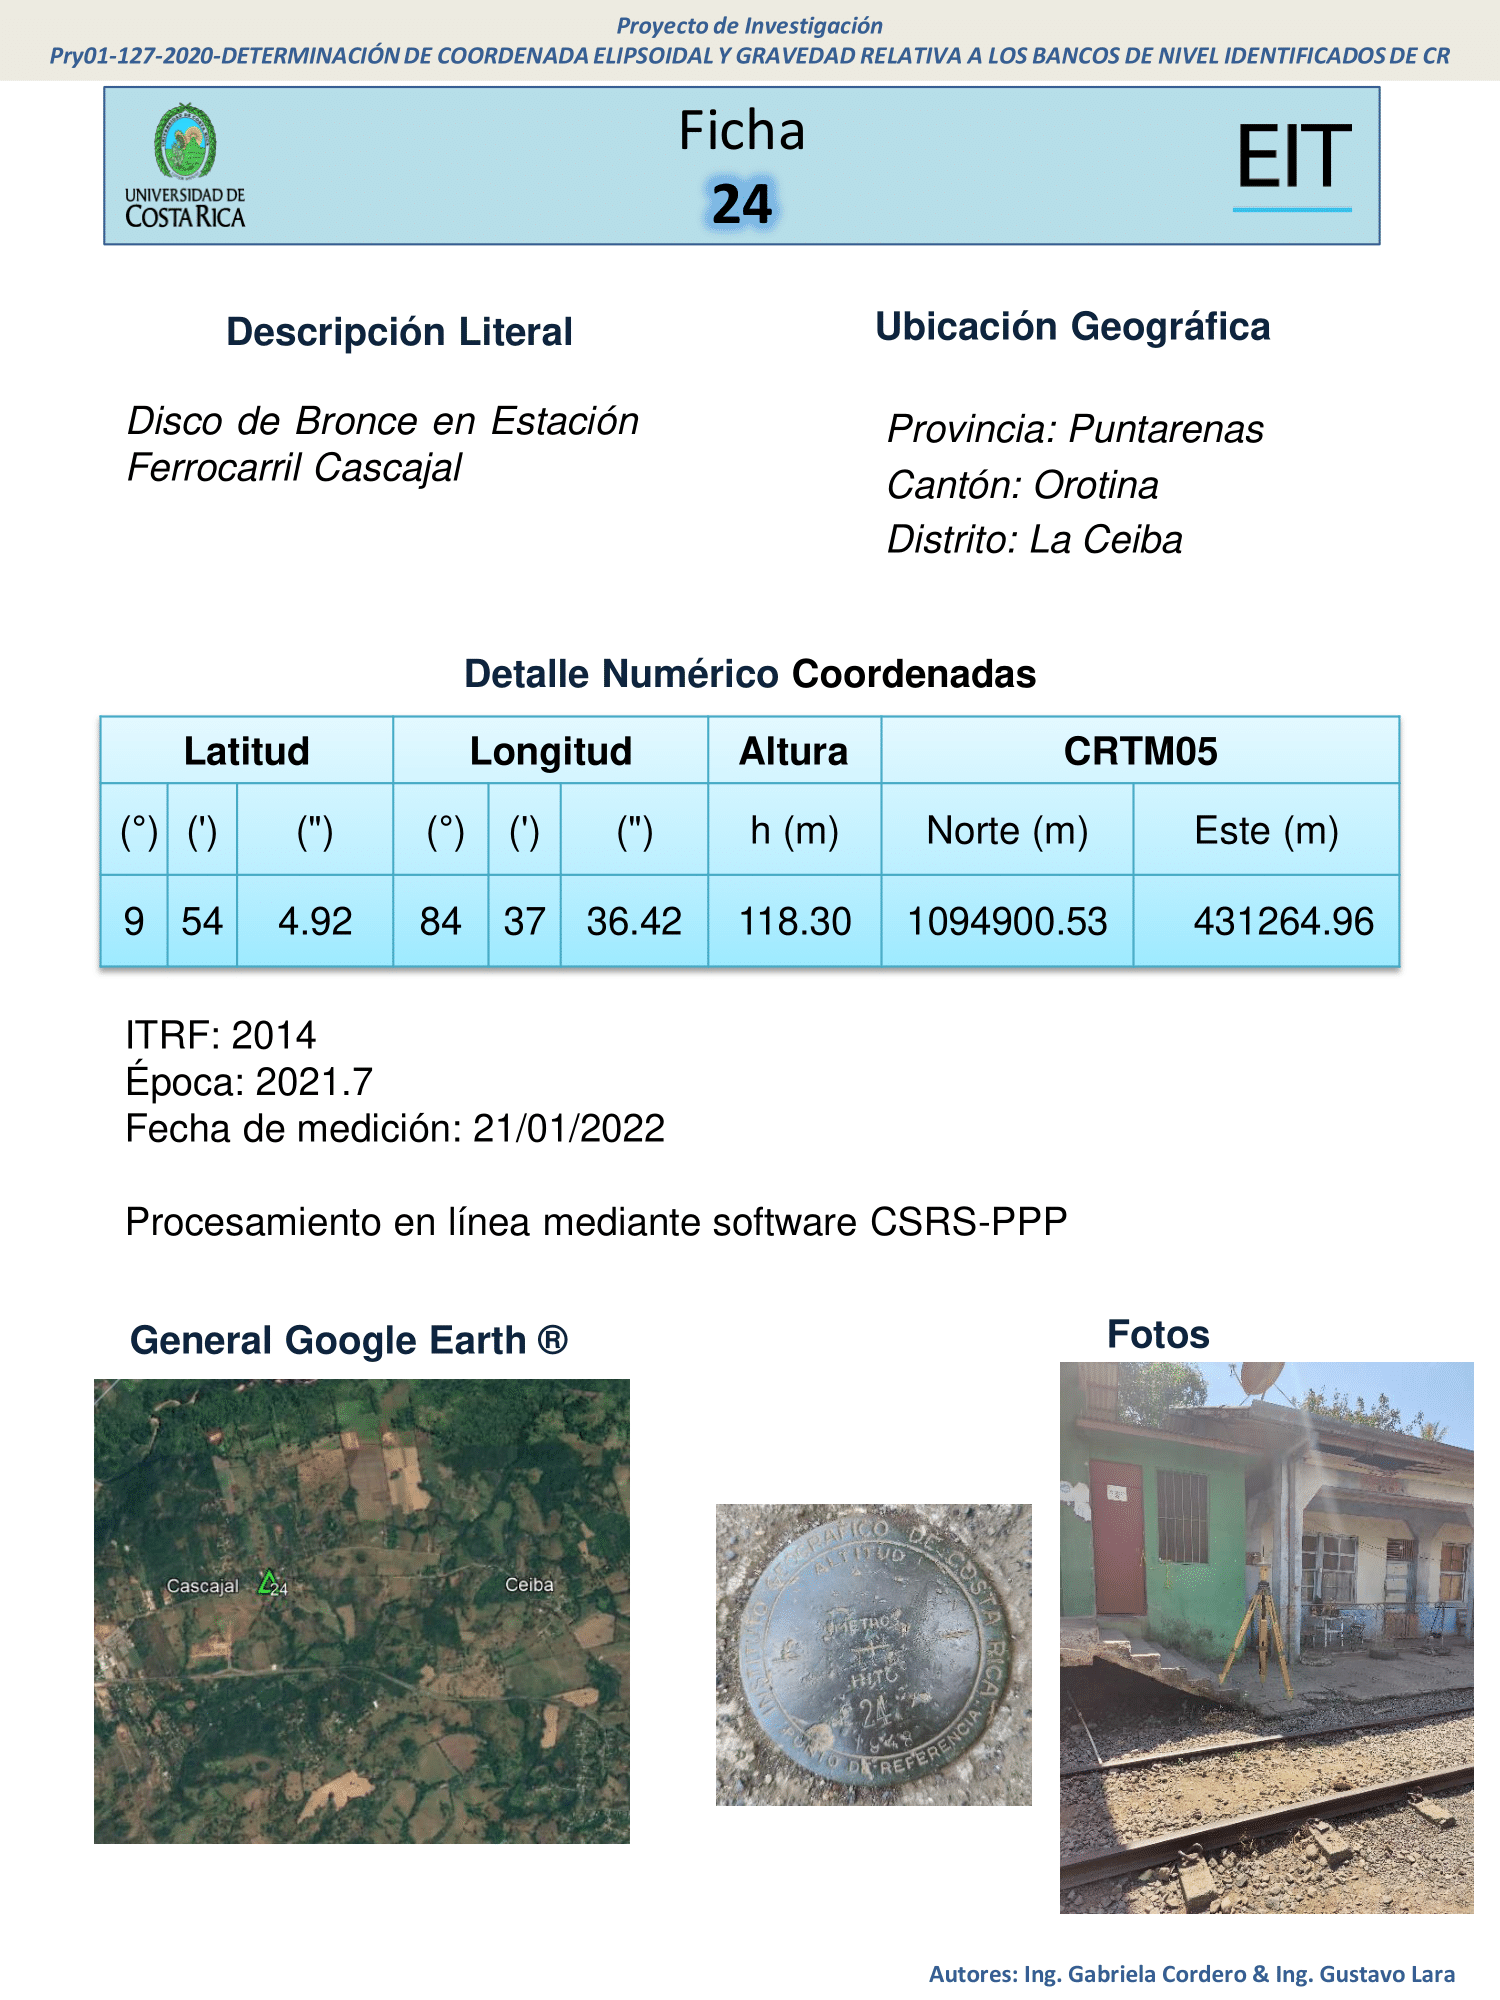 Proyecto de Investigación
Pry01-127-2020-DETERMINACIÓN DE COORDENADA ELIPSOIDAL Y GRAVEDAD RELATIVA A LOS BANCOS DE NIVEL IDENTIFICADOS DE CR
UNIVERSIDAD DE
COSTA RICA
Ficha
24
EIT
Descripción Literal
Disco de Bronce en Estación
Ferrocarril Cascajal
Ubicación Geográfica
Provincia: Puntarenas
Cantón: Orotina
Distrito: La Ceiba
Detalle Numérico Coordenadas
Latitud Longitud Altura CRTM05
(°) (') (") (°) (') (") h (m) Norte (m) Este (m)
9 54 4.92 84 37 36.42 118.30 1094900.53 431264.96
ITRF: 2014
Época: 2021.7
Fecha de medición: 21/01/2022
Procesamiento en línea mediante software CSRS-PPP
General Google Earth ®
Cascajal 24 Ceiba
Fotos
INSTITUTO GEOGRAFICO DE COSTA RICA
ALTITUD
METROS
HITO
24
PUNTO DE REFERENCIA
Autores: Ing. Gabriela Cordero & Ing. Gustavo Lara